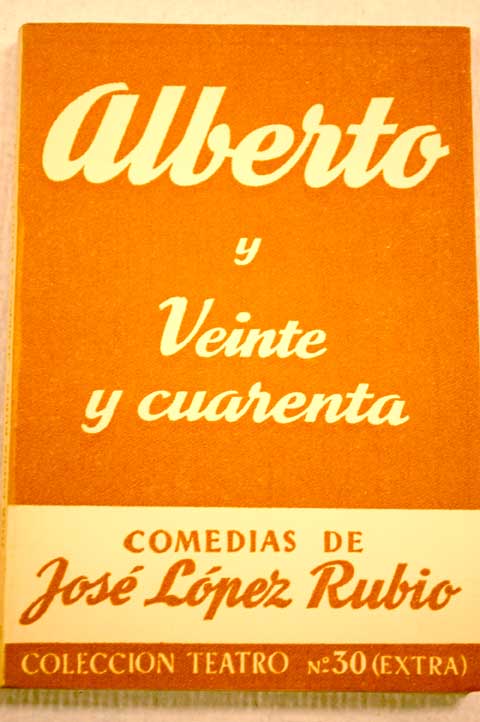 Alberto
y
Veinte
y cuarenta
COMEDIAS DE
José López Rubio
COLECCION TEATRO Nº 30 (EXTRA)